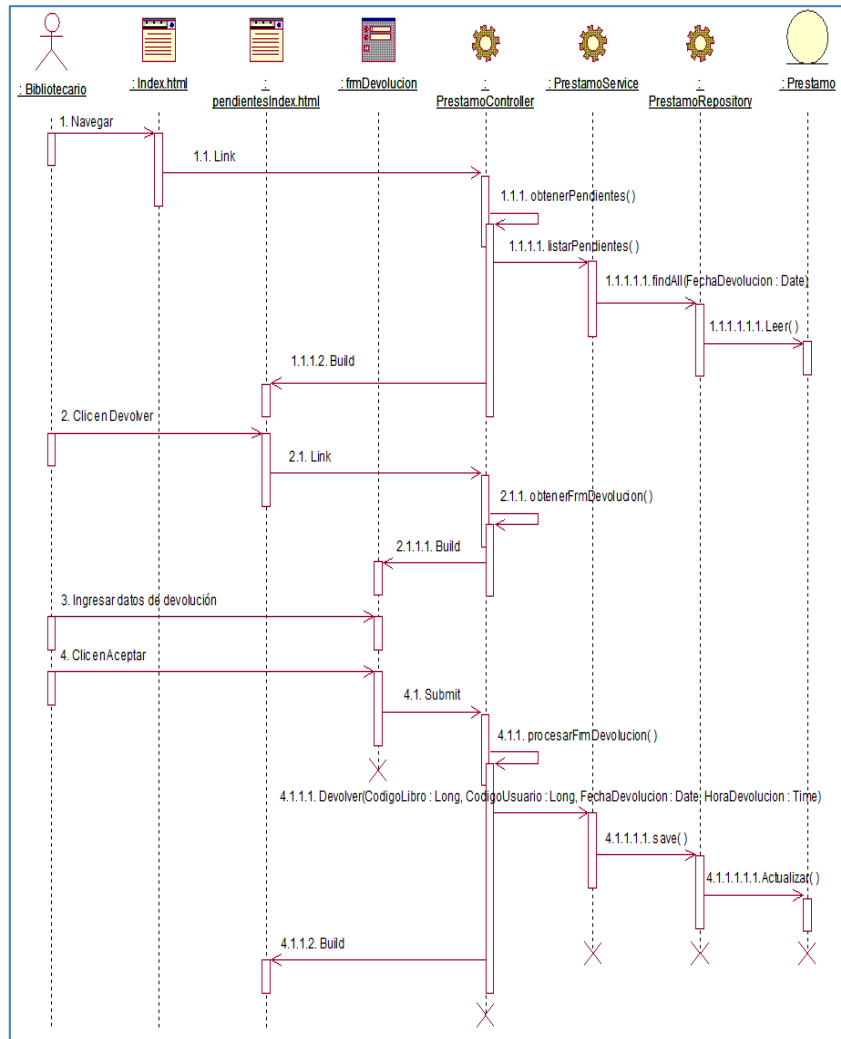 : Bibliotecario
: Index.html
:
pendientesIndex.html
: frmDevolucion
:
PrestamoController
: PrestamoService
:
PrestamoRepository
: Prestamo
1. Navegar
1.1. Link
1.1.1. obtenerPendientes( )
1.1.1.1. listarPendientes( )
1.1.1.1.1. findAll(FechaDevolucion : Date)
1.1.1.1.1.1. Leer( )
1.1.1.2. Build
2. Clic en Devolver
2.1. Link
2.1.1. obtenerFrmDevolucion( )
2.1.1.1. Build
3. Ingresar datos de devolución
4. Clic en Aceptar
4.1. Submit
4.1.1. procesarFrmDevolucion( )
4.1.1.1. Devolver(CodigoLibro : Long, CodigoUsuario : Long, FechaDevolucion : Date, HoraDevolucion : Time)
4.1.1.1.1. save( )
4.1.1.1.1.1. Actualizar( )
4.1.1.2. Build